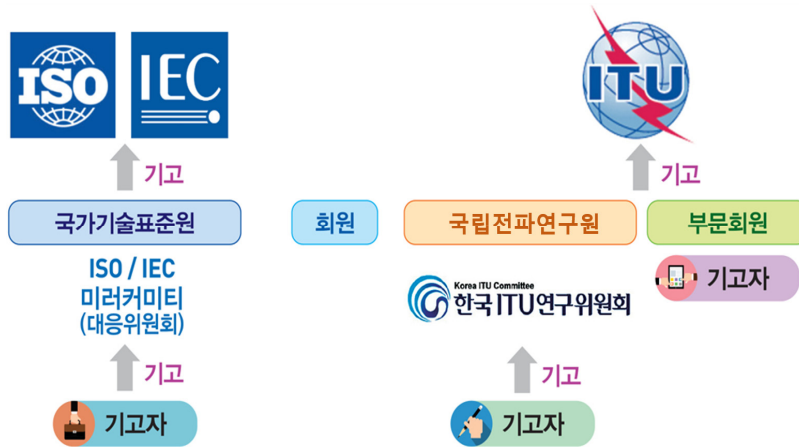 ISO
IEC
ITU
기고
기고
국가기술표준원
회원
국립전파연구원
부문회원
ISO / IEC
미러커미티
(대응위원회)
Korea ITU Committee
한국ITU연구위원회
기고자
기고
기고
기고자
기고자